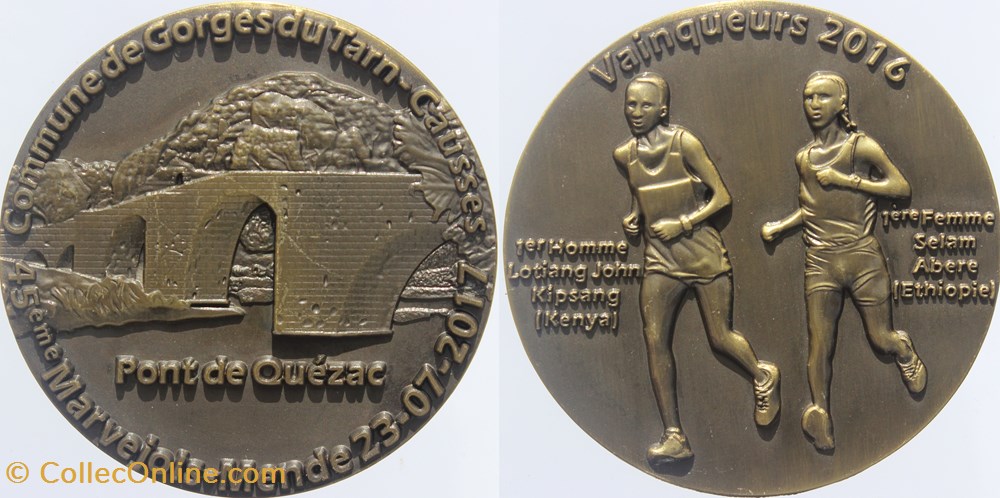 Commune de Gorges du Tarn-Causses
Pont de Quézac
45ème Marvejols Mende 23-07-2017
Vainqueurs 2016
1er Homme
Lotiang John
Kipsang
(Kenya)
1ère Femme
Selam
Abere
(Ethiopie)
© CollecOnline.com